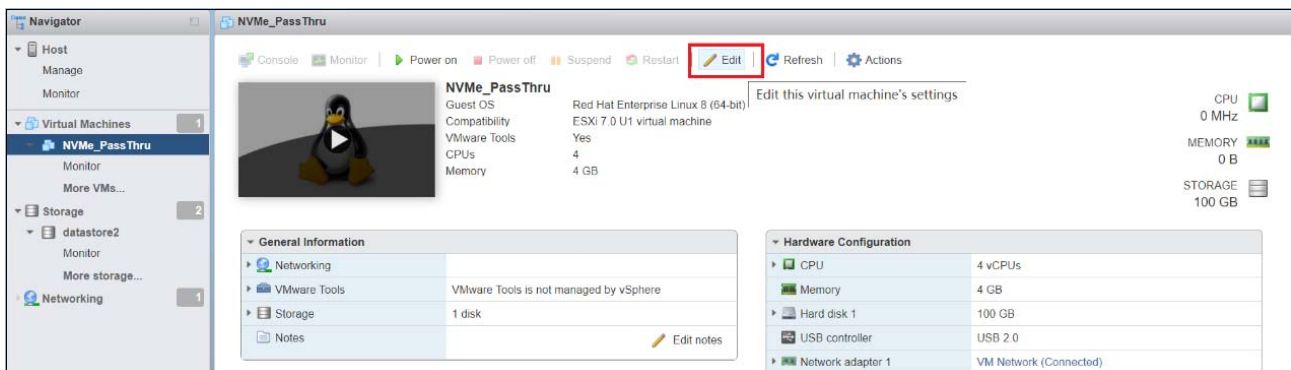 Navigator
Host
Manage
Monitor
Virtual Machines 1
NVMe_PassThru
Monitor
More VMs...
Storage 2
datastore2
Monitor
More storage...
Networking 1
NVMe_PassThru
Console Monitor Power on Power off Suspend Restart Edit Refresh Actions
Edit this virtual machine's settings
NVMe_PassThru
Guest OS Red Hat Enterprise Linux 8 (64-bit)
Compatibility ESXi 7.0 U1 virtual machine
VMware Tools Yes
CPUs 4
Memory 4 GB
CPU
0 MHz
MEMORY
0 B
STORAGE
100 GB
General Information
Networking
VMware Tools VMware Tools is not managed by vSphere
Storage 1 disk
Notes Edit notes
Hardware Configuration
CPU 4 vCPUs
Memory 4 GB
Hard disk 1 100 GB
USB controller USB 2.0
Network adapter 1 VM Network (Connected)